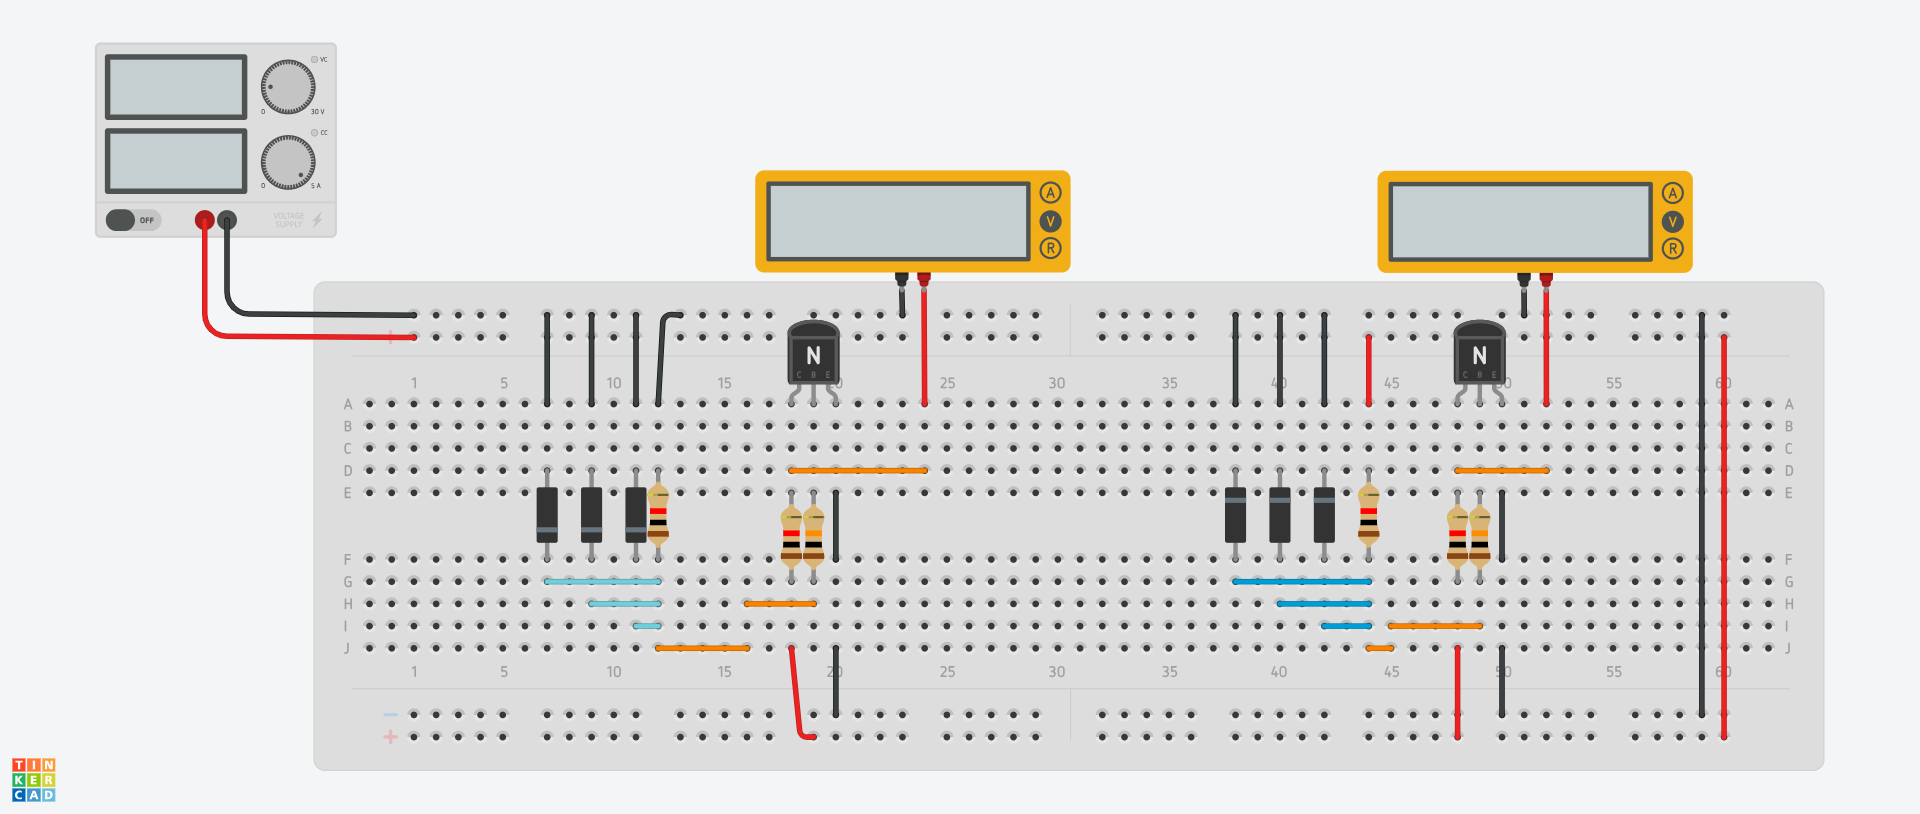 VC
0 30 V
CC
0 5 A
OFF
VOLTAGE
SUPPLY
A
V
R
A
V
R
+
N
C B E
N
C B E
1 5 10 15 20 25 30 35 40 45 50 55 60
A A
B B
C C
D D
E E
F F
G G
H H
I I
J J
1 5 10 15 20 25 30 35 40 45 50 55 60
−
+
TIN
KER
CAD